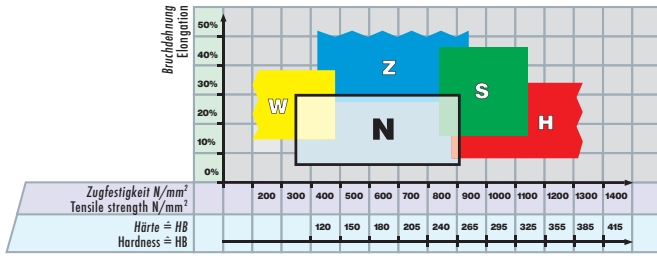 Bruchdehnung
Elongation
50%
40%
30%
20%
10%
0%
W
Z
N
S
H
Zugfestigkeit N/mm²
Tensile strength N/mm²
200 300 400 500 600 700 800 900 1000 1100 1200 1300 1400
Härte ≙ HB
Hardness ≙ HB
120 150 180 205 240 265 295 325 355 385 415